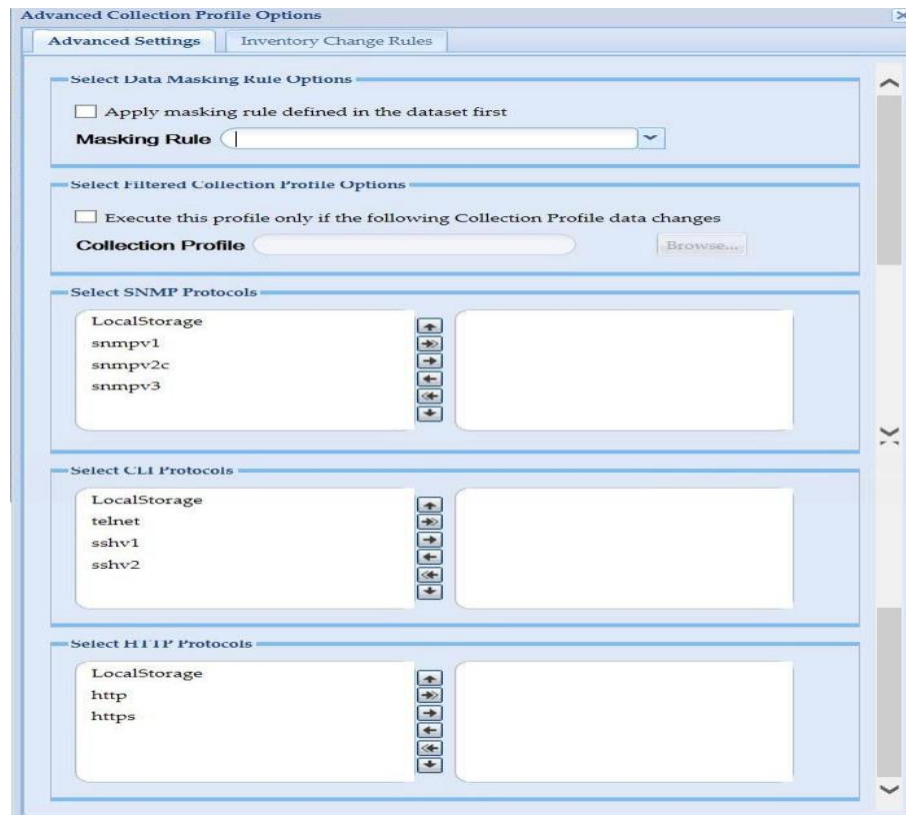 Advanced Collection Profile Options
Advanced Settings
Inventory Change Rules
Select Data Masking Rule Options
Apply masking rule defined in the dataset first
Masking Rule
Select Filtered Collection Profile Options
Execute this profile only if the following Collection Profile data changes
Collection Profile
Browse...
Select SNMP Protocols
LocalStorage
snmpv1
snmpv2c
snmpv3
Select CLI Protocols
LocalStorage
telnet
sshv1
sshv2
Select HTTP Protocols
LocalStorage
http
https